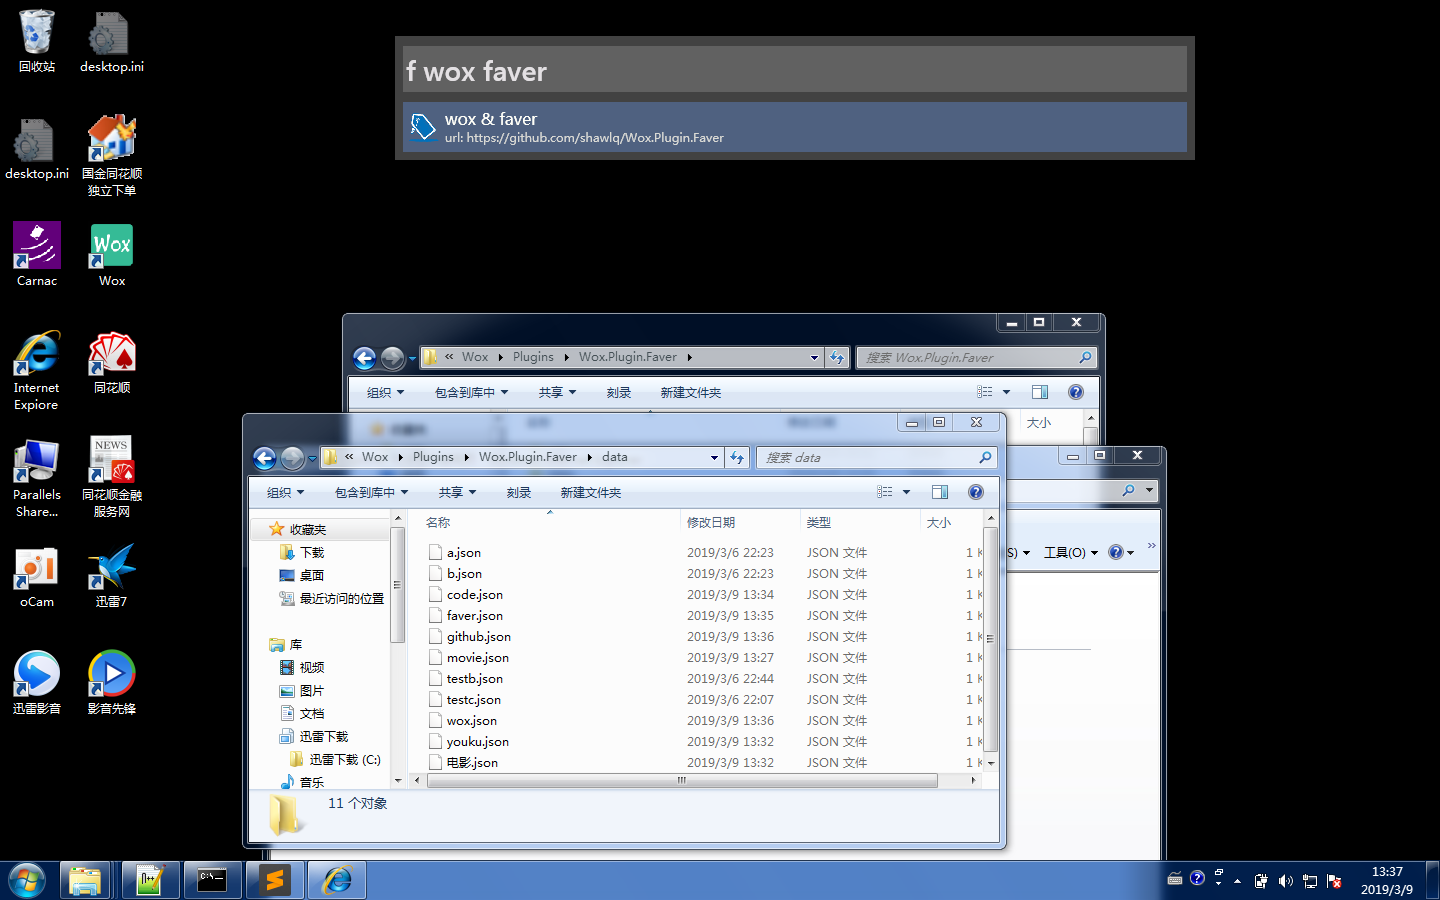 f wox faver
wox & faver
url: https://github.com/shawlq/Wox.Plugin.Faver
回收站
desktop.ini
desktop.ini
国金同花顺
独立下单
Carnac
Wox
Wox
Internet
Explore
同花顺
Parallels
Share...
NEWS
同花顺金融
服务网
oCam
迅雷7
迅雷影音
影音先锋
« Wox Plugins Wox.Plugin.Faver
搜索 Wox.Plugin.Faver
组织 包含到库中 共享 刻录 新建文件夹
大小
« Wox Plugins Wox.Plugin.Faver data
搜索 data
组织 包含到库中 共享 刻录 新建文件夹
S) 工具(O) »
收藏夹
下载
桌面
最近访问的位置
库
视频
图片
文档
迅雷下载
迅雷下载 (C:)
音乐
名称 修改日期 类型 大小
a.json 2019/3/6 22:23 JSON 文件 1 K
b.json 2019/3/6 22:23 JSON 文件 1 K
code.json 2019/3/9 13:34 JSON 文件 1 K
faver.json 2019/3/9 13:35 JSON 文件 1 K
github.json 2019/3/9 13:36 JSON 文件 1 K
movie.json 2019/3/9 13:27 JSON 文件 1 K
testb.json 2019/3/6 22:44 JSON 文件 1 K
testc.json 2019/3/6 22:07 JSON 文件 1 K
wox.json 2019/3/9 13:36 JSON 文件 1 K
youku.json 2019/3/9 13:32 JSON 文件 1 K
电影.json 2019/3/9 13:32 JSON 文件 1 K
11 个对象
13:37
2019/3/9